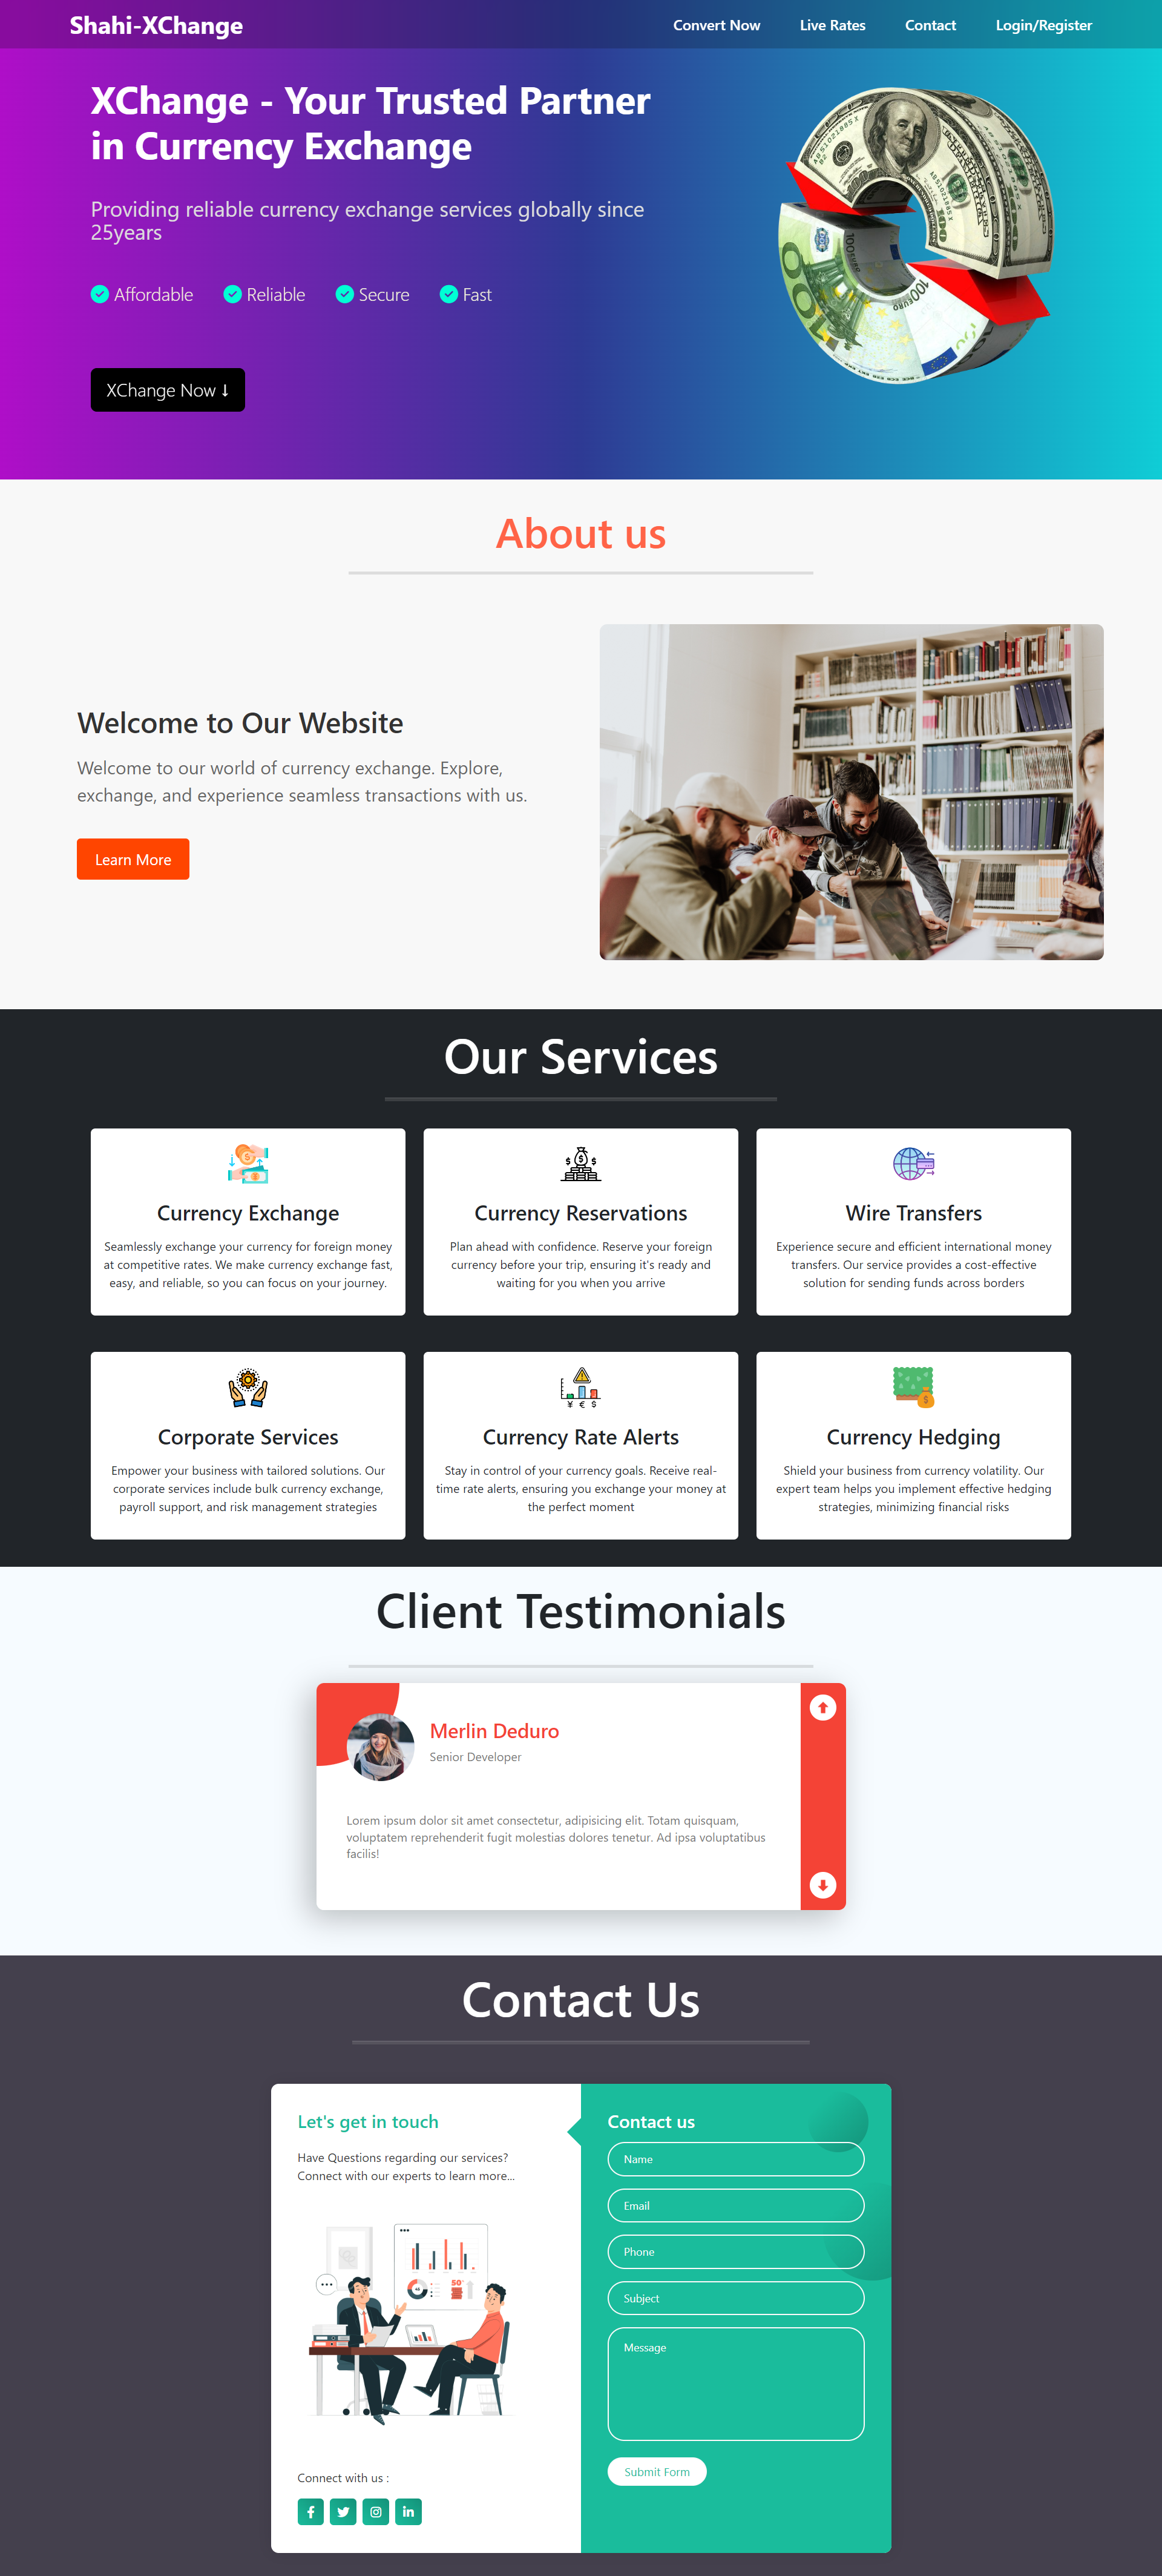 Shahi-XChange
Convert Now
Live Rates
Contact
Login/Register
XChange - Your Trusted Partner
in Currency Exchange
Providing reliable currency exchange services globally since
25years
Affordable
Reliable
Secure
Fast
XChange Now
About us
Welcome to Our Website
Welcome to our world of currency exchange. Explore,
exchange, and experience seamless transactions with us.
Learn More
Our Services
Currency Exchange
Seamlessly exchange your currency for foreign money
at competitive rates. We make currency exchange fast,
easy, and reliable, so you can focus on your journey.
Currency Reservations
Plan ahead with confidence. Reserve your foreign
currency before your trip, ensuring it's ready and
waiting for you when you arrive
Wire Transfers
Experience secure and efficient international money
transfers. Our service provides a cost-effective
solution for sending funds across borders
Corporate Services
Empower your business with tailored solutions. Our
corporate services include bulk currency exchange,
payroll support, and risk management strategies
Currency Rate Alerts
Stay in control of your currency goals. Receive real-
time rate alerts, ensuring you exchange your money at
the perfect moment
Currency Hedging
Shield your business from currency volatility. Our
expert team helps you implement effective hedging
strategies, minimizing financial risks
Client Testimonials
Merlin Deduro
Senior Developer
Lorem ipsum dolor sit amet consectetur, adipisicing elit. Totam quisquam,
voluptatem reprehenderit fugit molestias dolores tenetur. Ad ipsa voluptatibus
facilis!
Contact Us
Let's get in touch
Have Questions regarding our services?
Connect with our experts to learn more...
Connect with us :
Contact us
Name
Email
Phone
Subject
Message
Submit Form